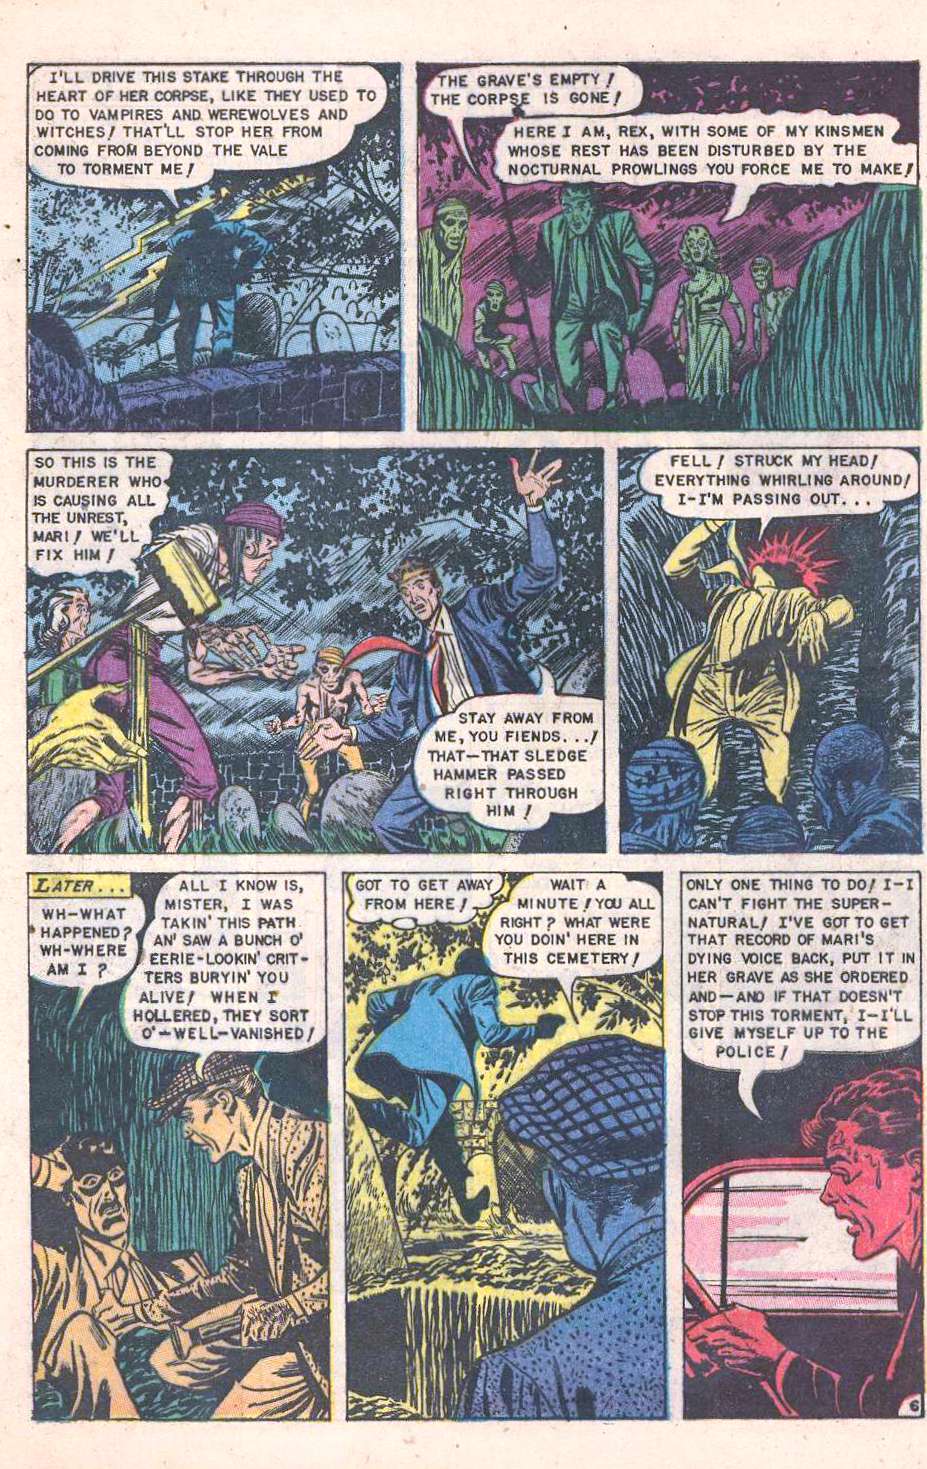 I'LL DRIVE THIS STAKE THROUGH THE
HEART OF HER CORPSE, LIKE THEY USED TO
DO TO VAMPIRES AND WEREWOLVES AND
WITCHES! THAT'LL STOP HER FROM
COMING FROM BEYOND THE VALE
TO TORMENT ME!
THE GRAVE'S EMPTY!
THE CORPSE IS GONE!
HERE I AM, REX, WITH SOME OF MY KINSMEN
WHOSE REST HAS BEEN DISTURBED BY THE
NOCTURNAL PROWLINGS YOU FORCE ME TO MAKE!
SO THIS IS THE
MURDERER WHO
IS CAUSING ALL
THE UNREST,
MARI! WE'LL
FIX HIM!
STAY AWAY FROM
ME, YOU FIENDS...!
THAT—THAT SLEDGE
HAMMER PASSED
RIGHT THROUGH
HIM!
FELL! STRUCK MY HEAD!
EVERYTHING WHIRLING AROUND!
I-I'M PASSING OUT...
LATER...
WH-WHAT
HAPPENED?
WH-WHERE
AM I?
ALL I KNOW IS,
MISTER, I WAS
TAKIN' THIS PATH
AN' SAW A BUNCH O'
EERIE-LOOKIN' CRIT-
TERS BURYIN' YOU
ALIVE! WHEN I
HOLLERED, THEY SORT
O'—WELL—VANISHED!
GOT TO GET AWAY
FROM HERE!
WAIT A
MINUTE! YOU ALL
RIGHT? WHAT WERE
YOU DOIN' HERE IN
THIS CEMETERY!
ONLY ONE THING TO DO! I-I
CAN'T FIGHT THE SUPER-
NATURAL! I'VE GOT TO GET
THAT RECORD OF MARI'S
DYING VOICE BACK, PUT IT IN
HER GRAVE AS SHE ORDERED
AND—AND IF THAT DOESN'T
STOP THIS TORMENT, I-I'LL
GIVE MYSELF UP TO THE
POLICE!
6